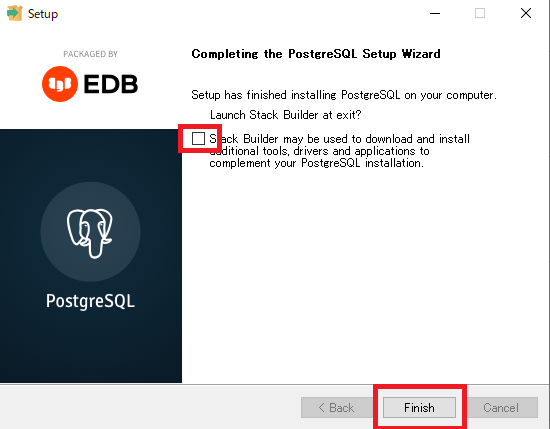 Setup
PACKAGED BY
EDB
Completing the PostgreSQL Setup Wizard
Setup has finished installing PostgreSQL on your computer.
Launch Stack Builder at exit?
Stack Builder may be used to download and install
additional tools, drivers and applications to
complement your PostgreSQL installation.
PostgreSQL
< Back
Finish
Cancel